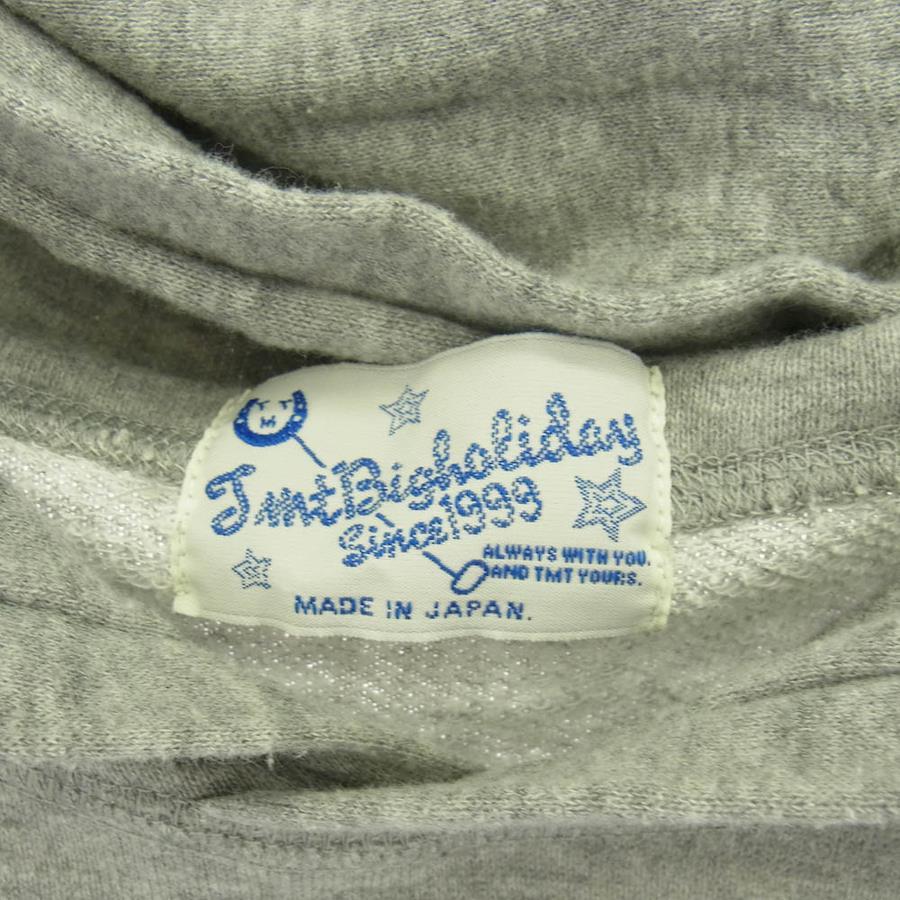 TMT
TmtBigholiday
Since1999
ALWAYS WITH YOU.
AND TMT YOURS.
MADE IN JAPAN.